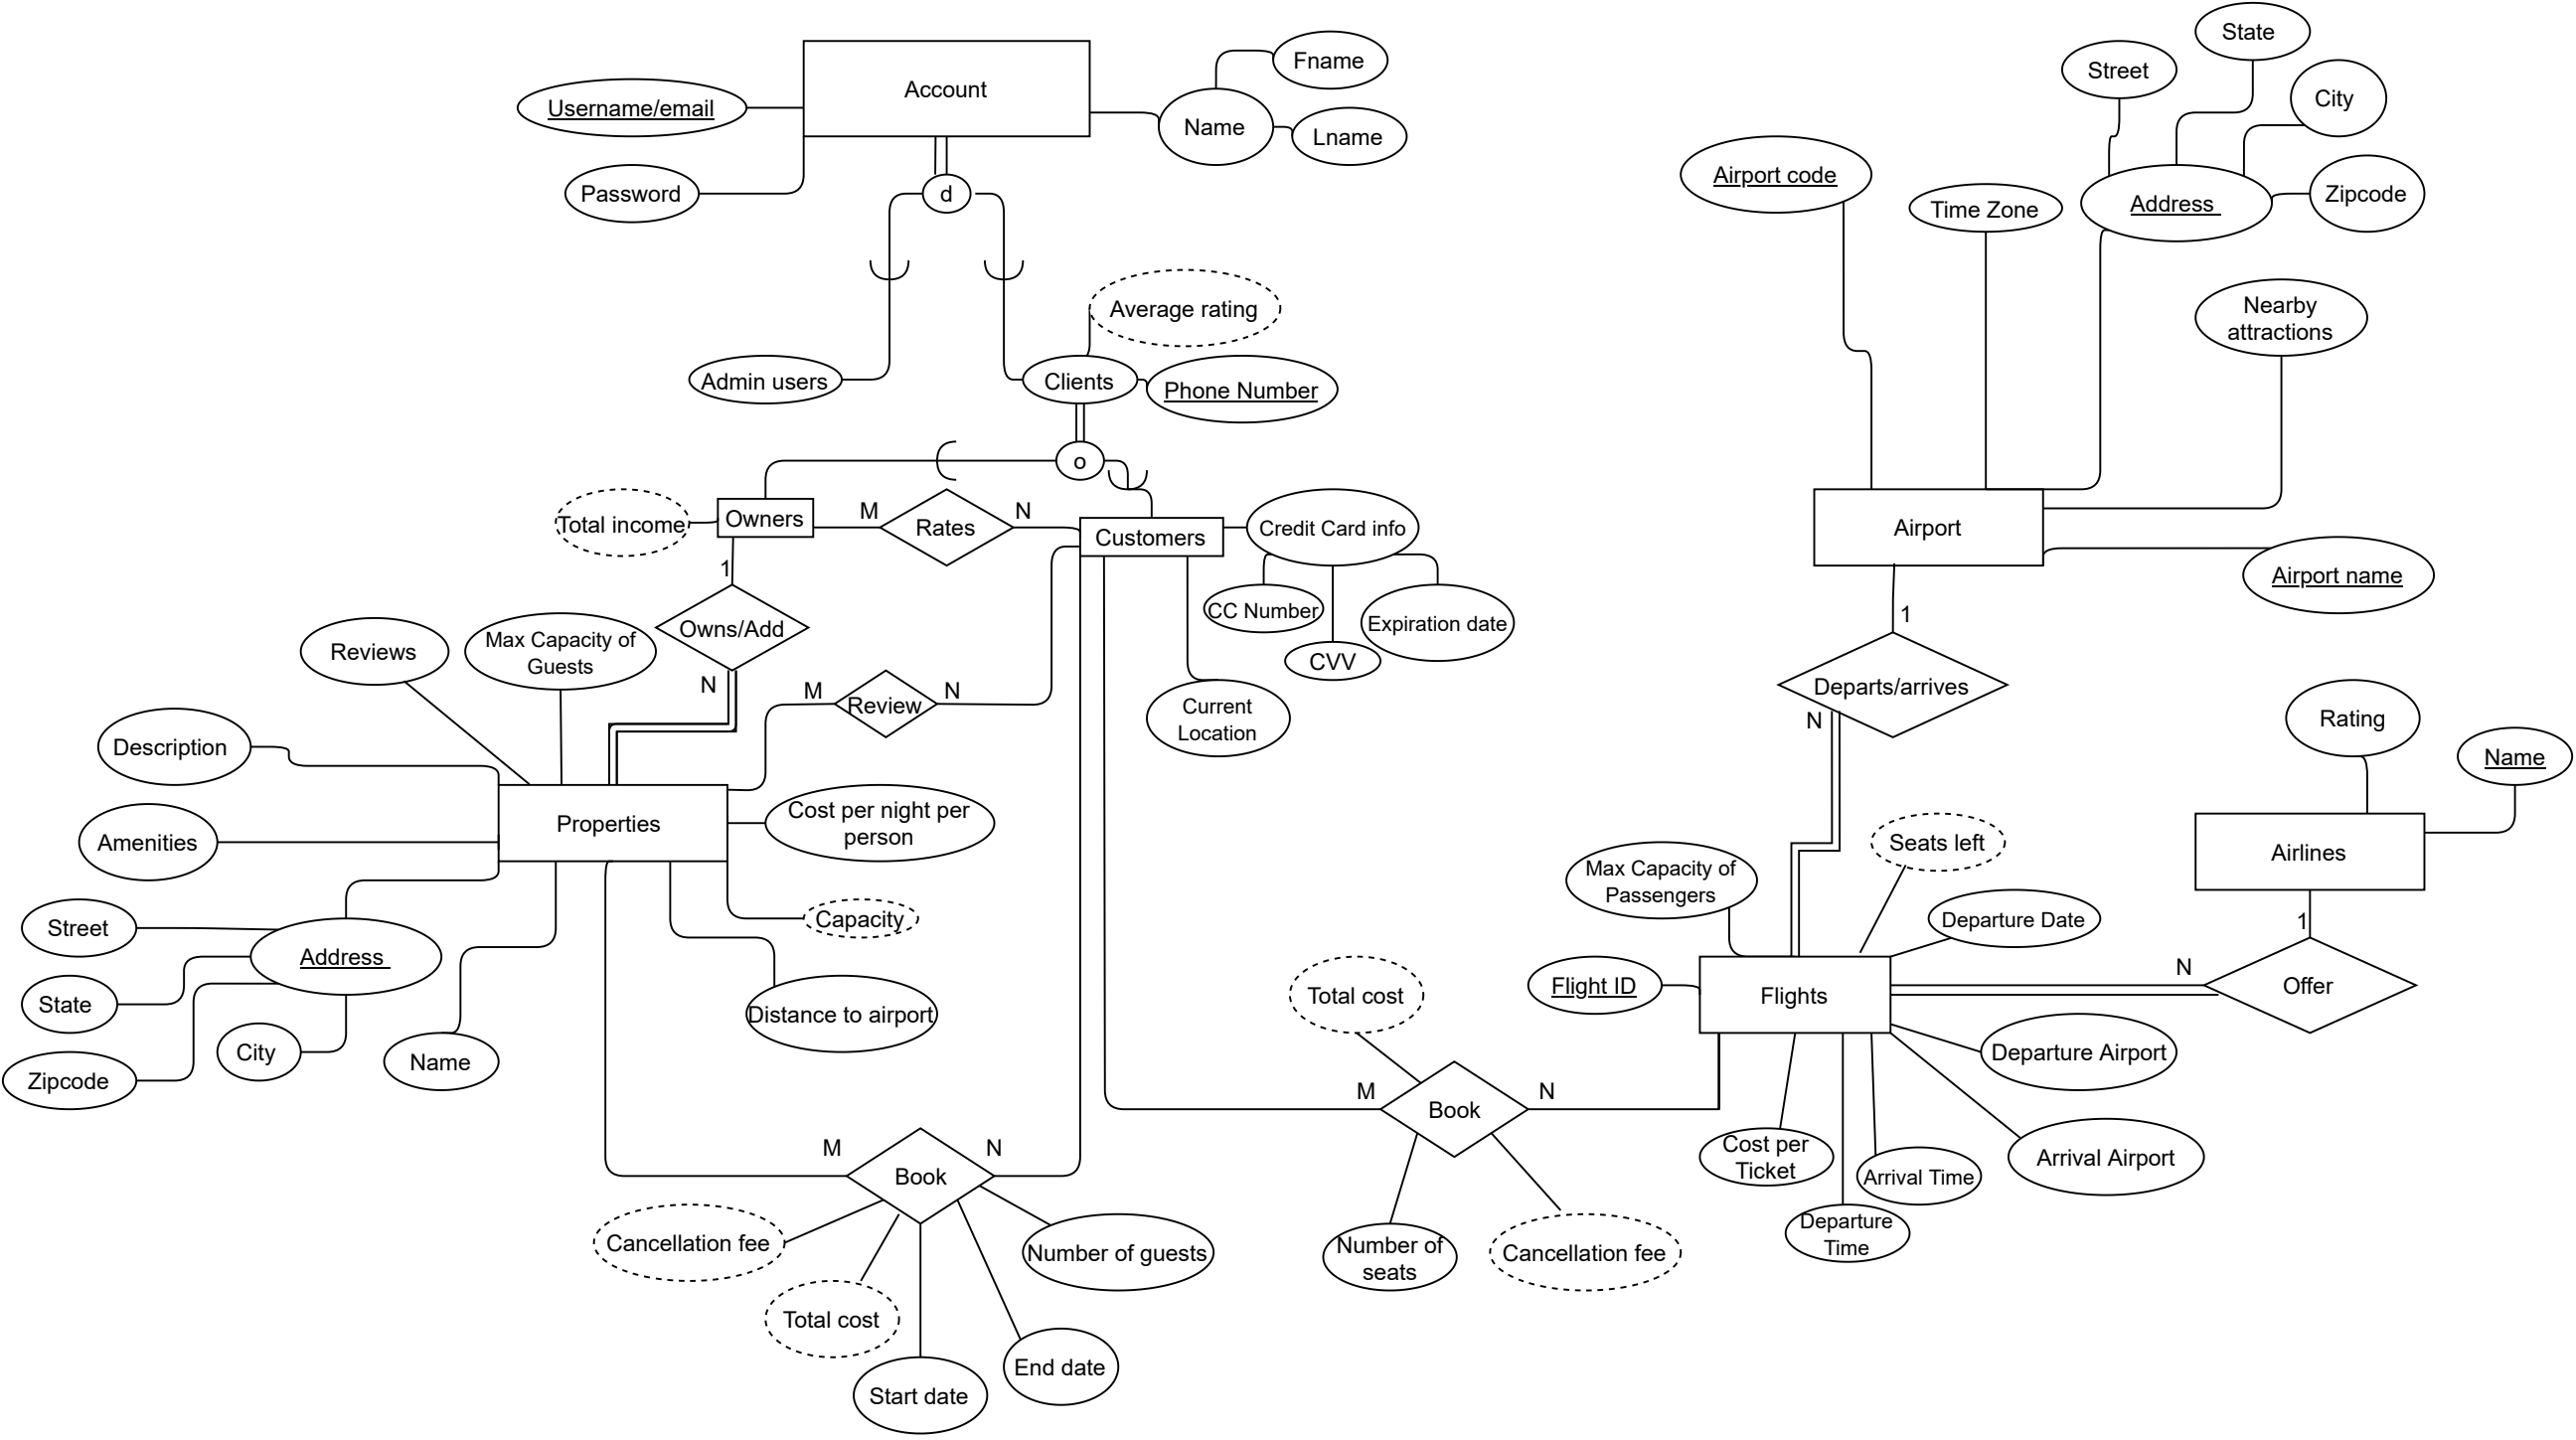 State
Fname
Street
Account
City
Username/email
Name
Lname
Airport code
Password
d
Time Zone
Address
Zipcode
Average rating
Nearby
attractions
Admin users
Clients
Phone Number
o
Total income
Owners
M
Rates
N
Customers
Credit Card info
Airport
1
Airport name
CC Number
Expiration date
1
Owns/Add
Reviews
Max Capacity of
Guests
CVV
N
M
Review
N
Current
Location
Departs/arrives
N
Rating
Description
Name
Properties
Cost per night per
person
Amenities
Seats left
Airlines
Max Capacity of
Passengers
Capacity
Departure Date
1
Street
Address
N
Flight ID
Flights
Offer
Total cost
State
Distance to airport
City
Name
Departure Airport
Zipcode
M
Book
N
Cost per
Ticket
Arrival Time
Arrival Airport
M
Book
N
Departure
Time
Cancellation fee
Number of guests
Number of
seats
Cancellation fee
Total cost
End date
Start date